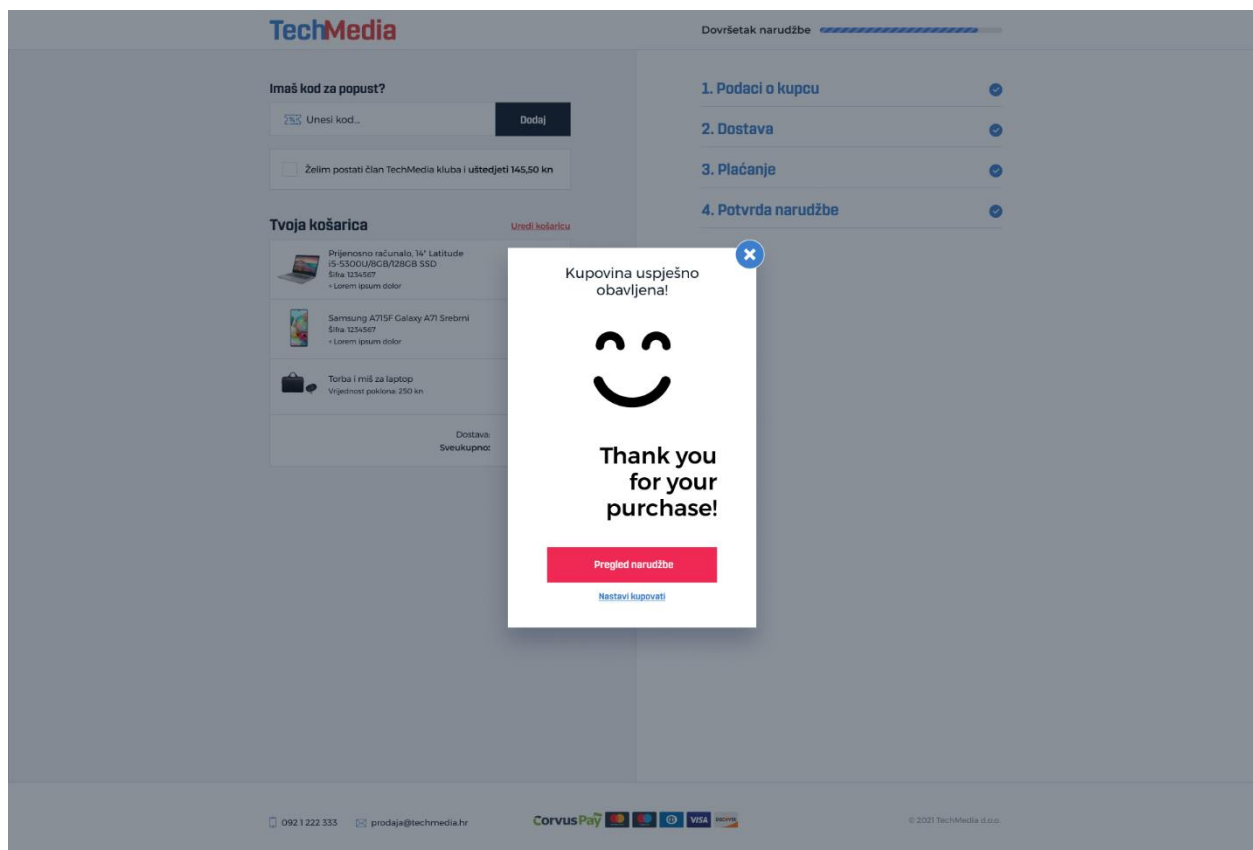 TechMedia
Dovršetak narudžbe
Imaš kod za popust?
Unesi kod...
Dodaj
Želim postati član TechMedia kluba i uštedjeti 145,50 kn
Tvoja košarica
Uredi košaricu
Prijenosno računalo, 14" Latitude
i5-5300U/8GB/128GB SSD
Šifra: 1234567
+ Lorem ipsum dolor
Samsung A715F Galaxy A71 Srebrni
Šifra: 1234567
+ Lorem ipsum dolor
Torba i miš za laptop
Vrijednost poklona: 250 kn
Dostava:
Sveukupno:
1. Podaci o kupcu
2. Dostava
3. Plaćanje
4. Potvrda narudžbe
Kupovina uspješno
obavljena!
Thank you
for your
purchase!
Pregled narudžbe
Nastavi kupovati
092 1 222 333
prodaja@techmedia.hr
CorvusPay
VISA
DISCOVER
© 2021 TechMedia d.o.o.